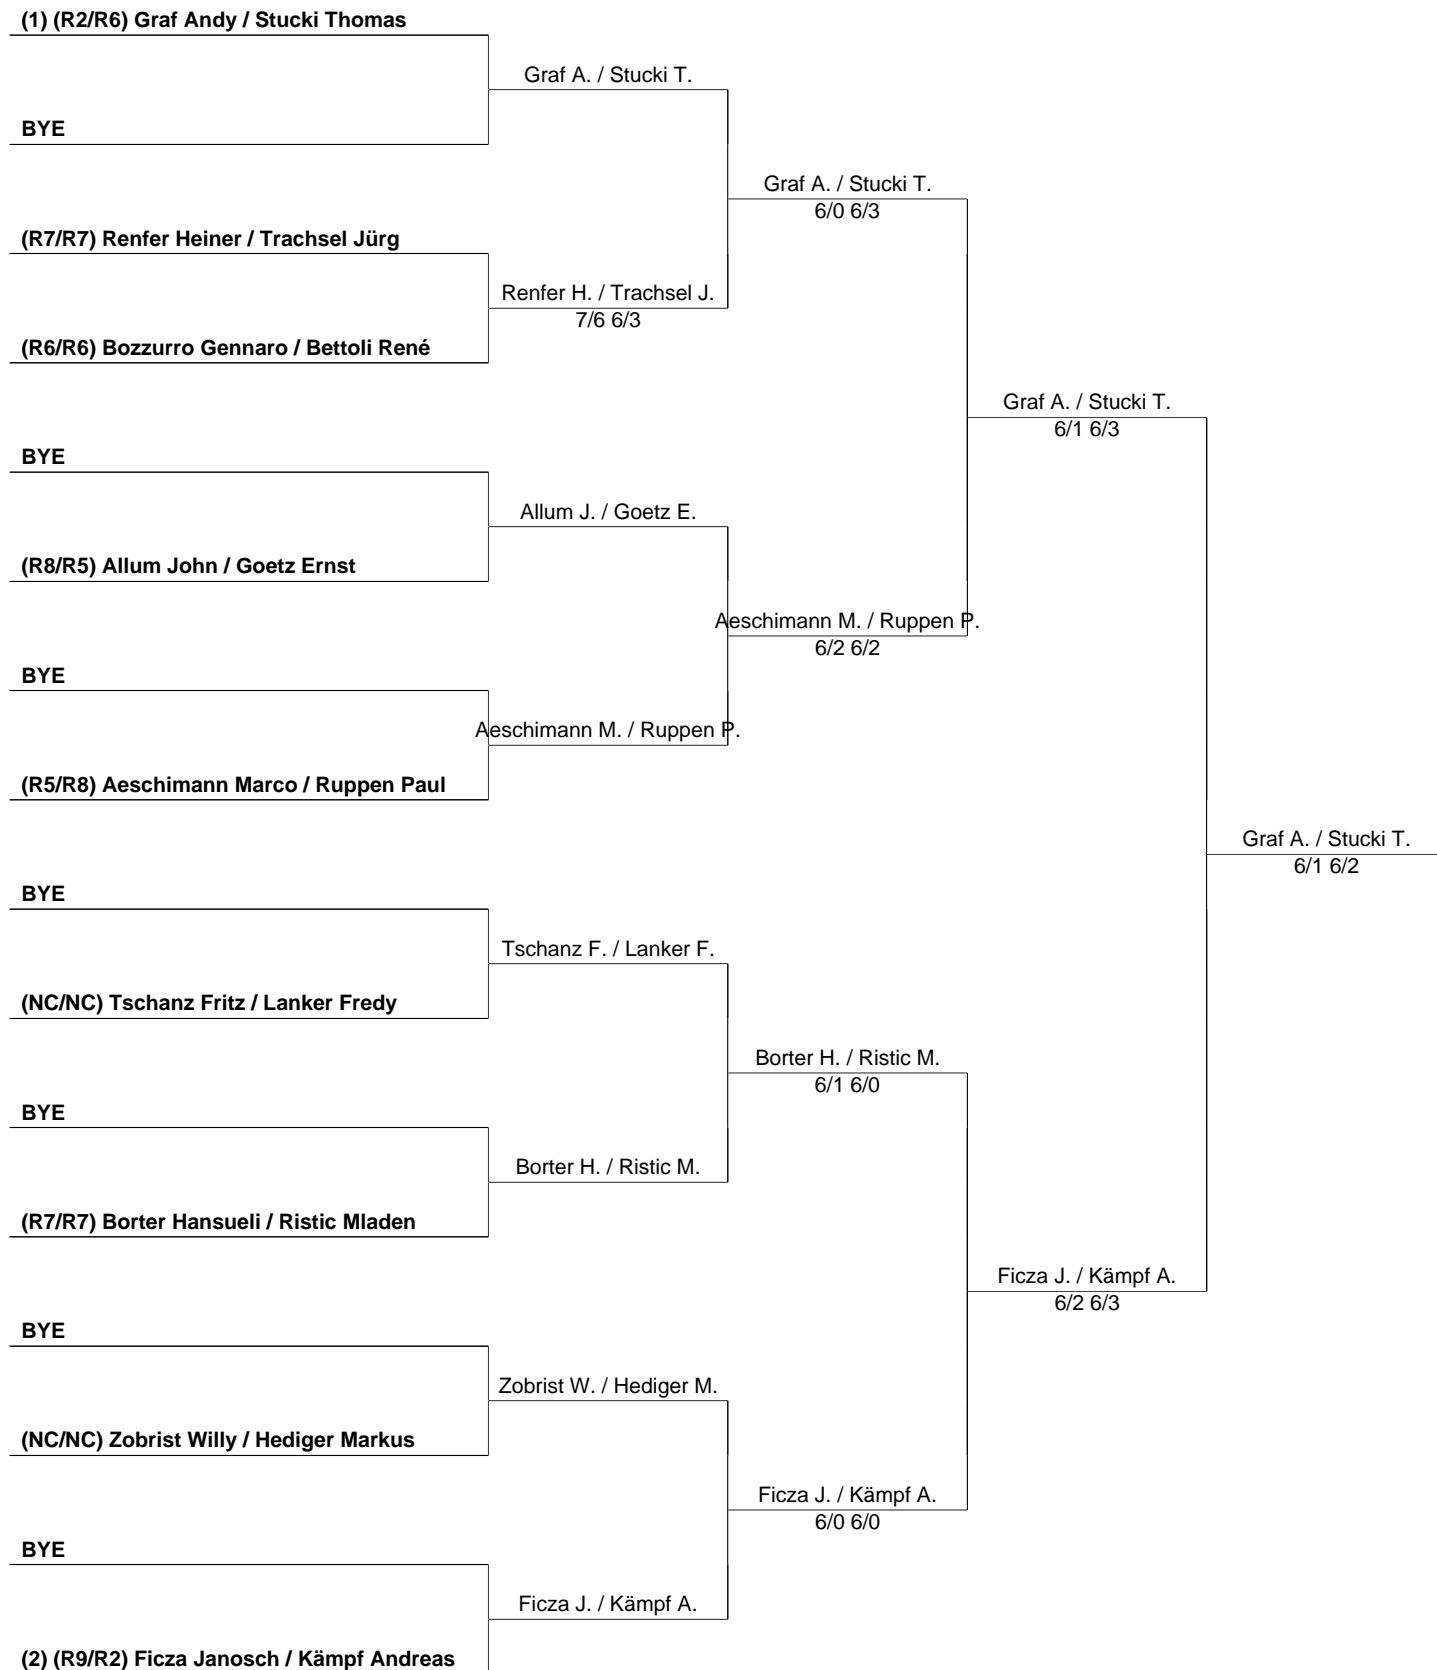 (1) (R2/R6) Graf Andy / Stucki Thomas
Graf A. / Stucki T.
BYE
Graf A. / Stucki T.
6/0 6/3
(R7/R7) Renfer Heiner / Trachsel Jürg
Renfer H. / Trachsel J.
7/6 6/3
(R6/R6) Bozzurro Gennaro / Bettoli René
Graf A. / Stucki T.
6/1 6/3
BYE
Allum J. / Goetz E.
(R8/R5) Allum John / Goetz Ernst
Aeschimann M. / Ruppen P.
6/2 6/2
BYE
Aeschimann M. / Ruppen P.
(R5/R8) Aeschimann Marco / Ruppen Paul
Graf A. / Stucki T.
6/1 6/2
BYE
Tschanz F. / Lanker F.
(NC/NC) Tschanz Fritz / Lanker Fredy
Borter H. / Ristic M.
6/1 6/0
BYE
Borter H. / Ristic M.
(R7/R7) Borter Hansueli / Ristic Mladen
Ficza J. / Kämpf A.
6/2 6/3
BYE
Zobrist W. / Hediger M.
(NC/NC) Zobrist Willy / Hediger Markus
Ficza J. / Kämpf A.
6/0 6/0
BYE
Ficza J. / Kämpf A.
(2) (R9/R2) Ficza Janosch / Kämpf Andreas